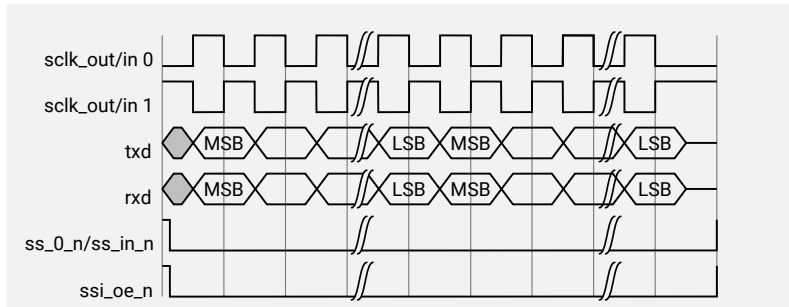 sclk_out/in 0
sclk_out/in 1
txd MSB LSB MSB LSB
rxd MSB LSB MSB LSB
ss_0_n/ss_in_n
ssi_oe_n